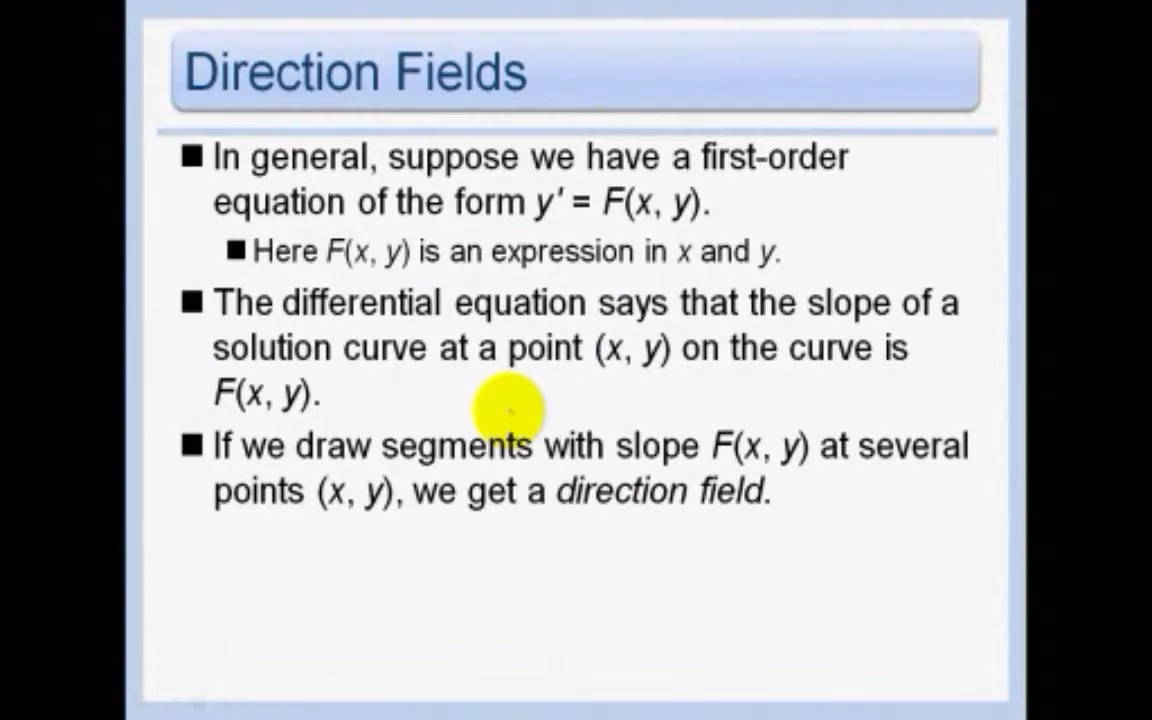 Direction Fields
■ In general, suppose we have a first-order
equation of the form y' = F(x, y).
■ Here F(x, y) is an expression in x and y.
■ The differential equation says that the slope of a
solution curve at a point (x, y) on the curve is
F(x, y).
■ If we draw segments with slope F(x, y) at several
points (x, y), we get a direction field.